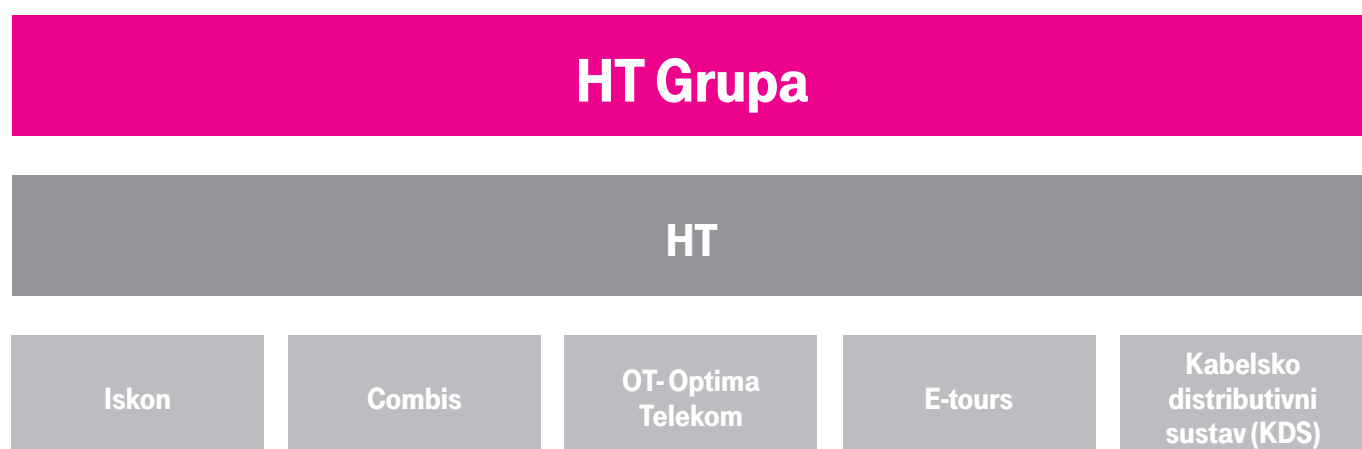 HT Grupa
HT
Iskon
Combis
OT- Optima
Telekom
E-tours
Kabelsko
distributivni
sustav (KDS)